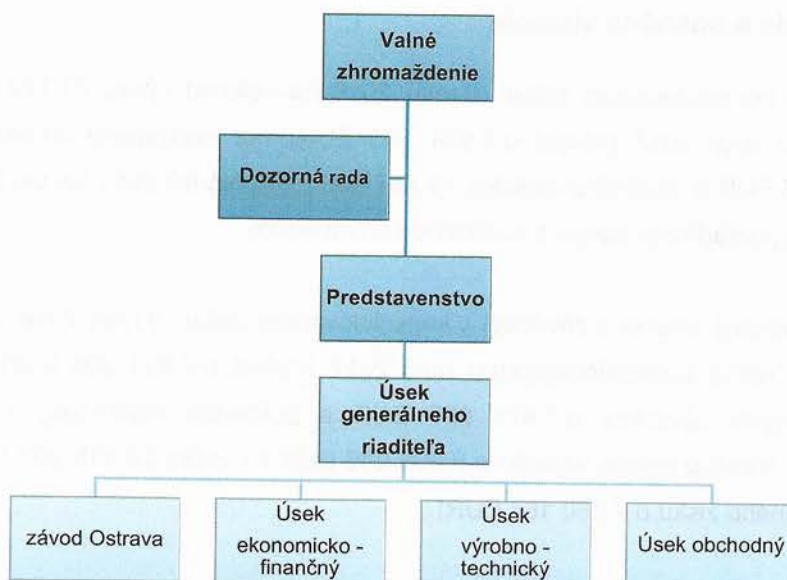 Valné
zhromaždenie
Dozorná rada
Predstavenstvo
Úsek
generálneho
riaditeľa
závod Ostrava
Úsek
ekonomicko -
finančný
Úsek
výrobno -
technický
Úsek obchodný